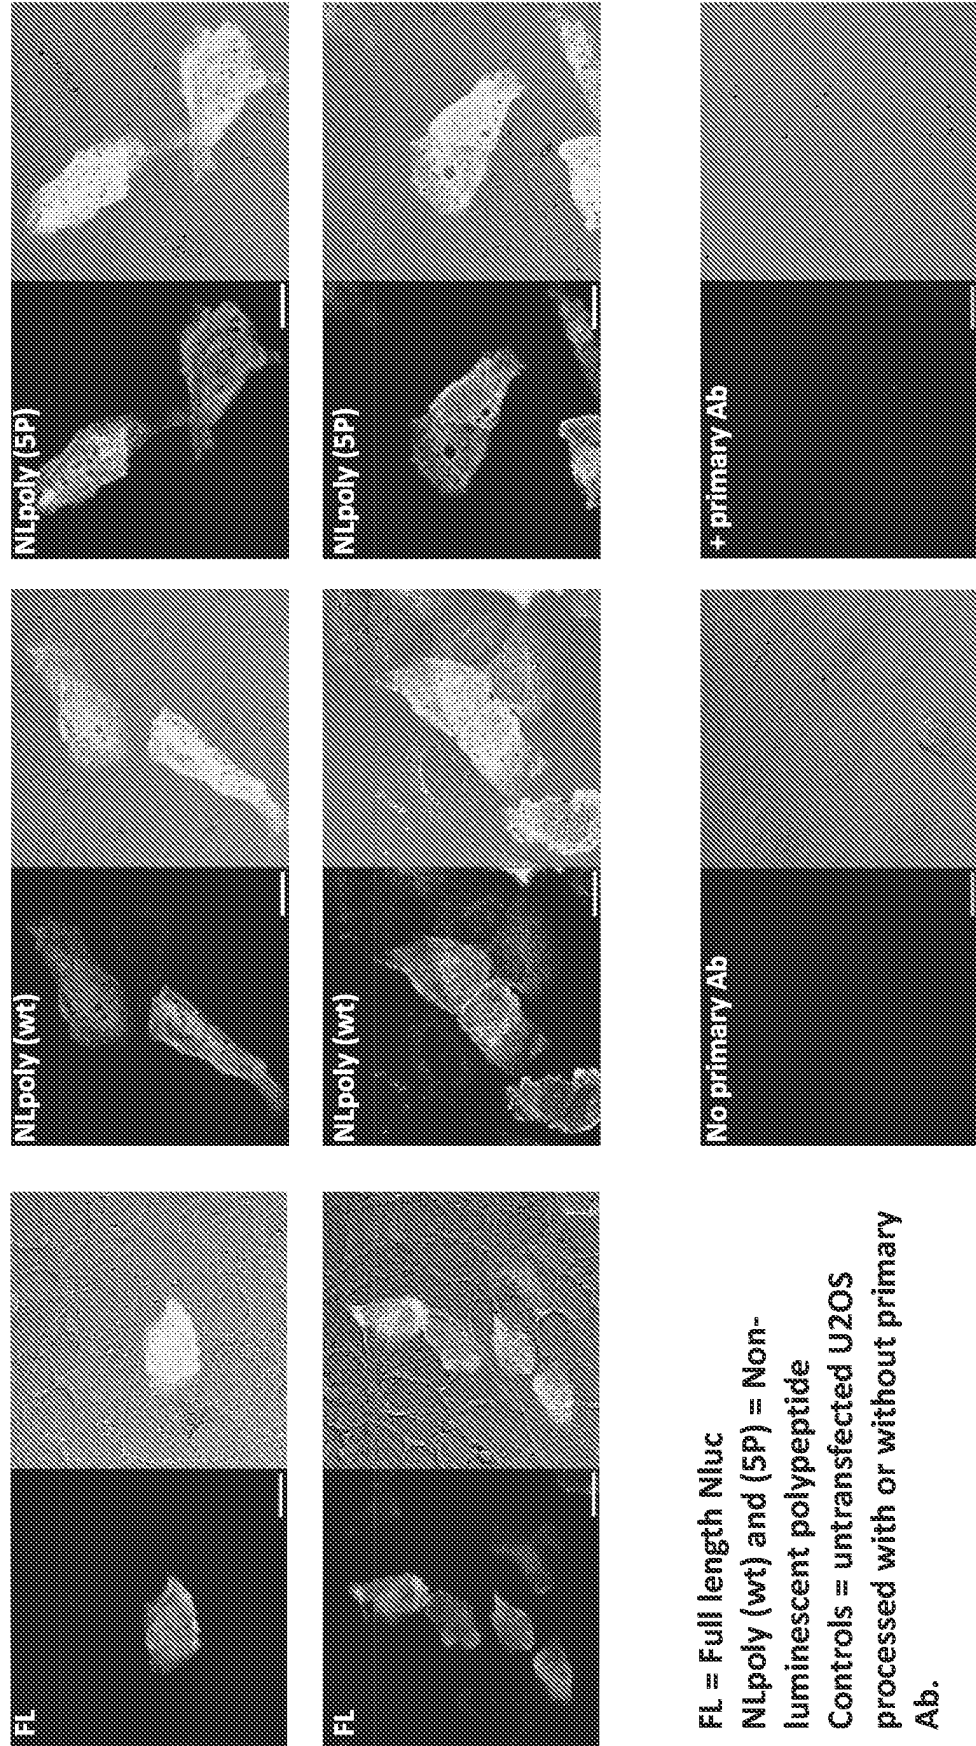 FL
NLpoly (wt)
NLpoly (5P)
FL
NLpoly (wt)
NLpoly (5P)
FL = Full length Nluc
NLpoly (wt) and (5P) = Non-
luminescent polypeptide
Controls = untransfected U2OS
processed with or without primary
Ab.
No primary Ab
+ primary Ab